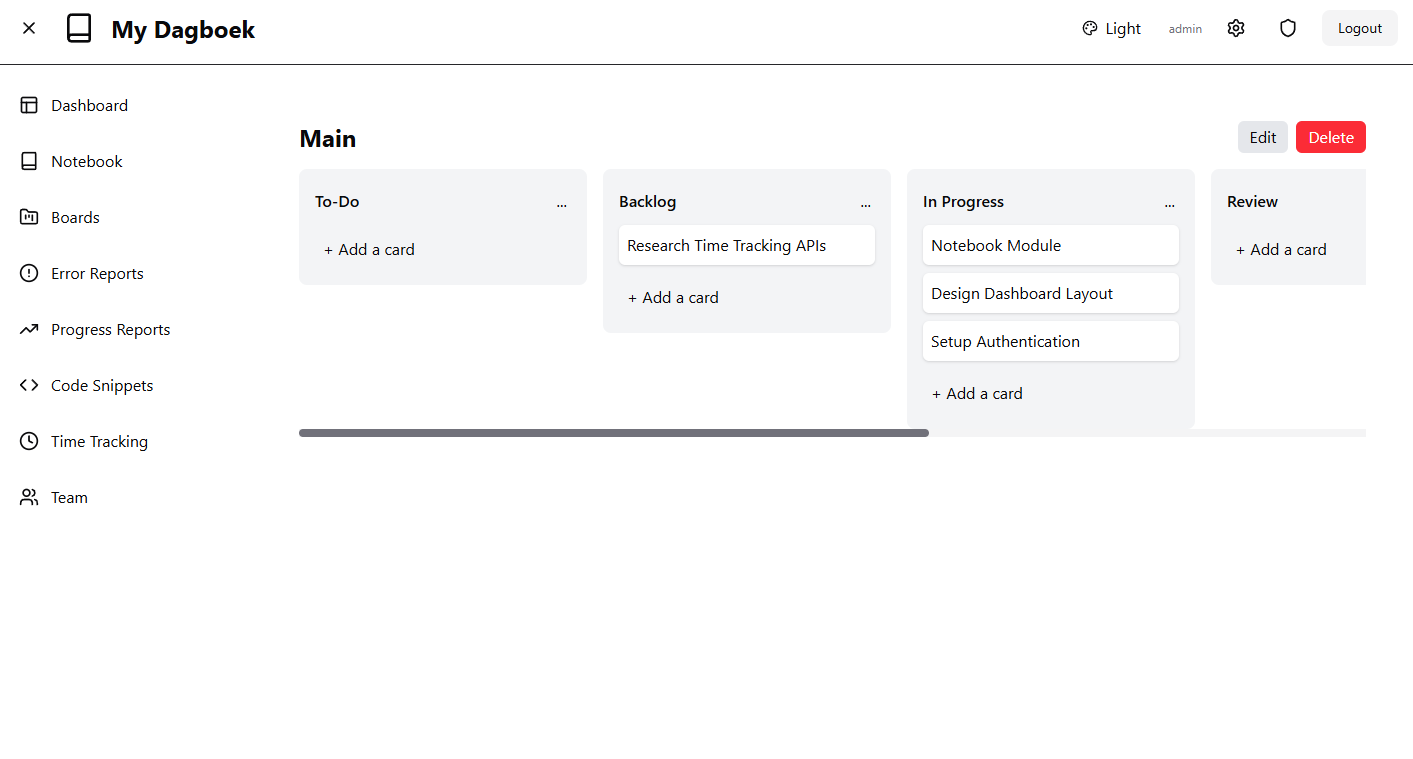 My Dagboek
Light
admin
Logout
Dashboard
Notebook
Boards
Error Reports
Progress Reports
Code Snippets
Time Tracking
Team
Main
Edit
Delete
To-Do
...
+ Add a card
Backlog
...
Research Time Tracking APIs
+ Add a card
In Progress
...
Notebook Module
Design Dashboard Layout
Setup Authentication
+ Add a card
Review
+ Add a card